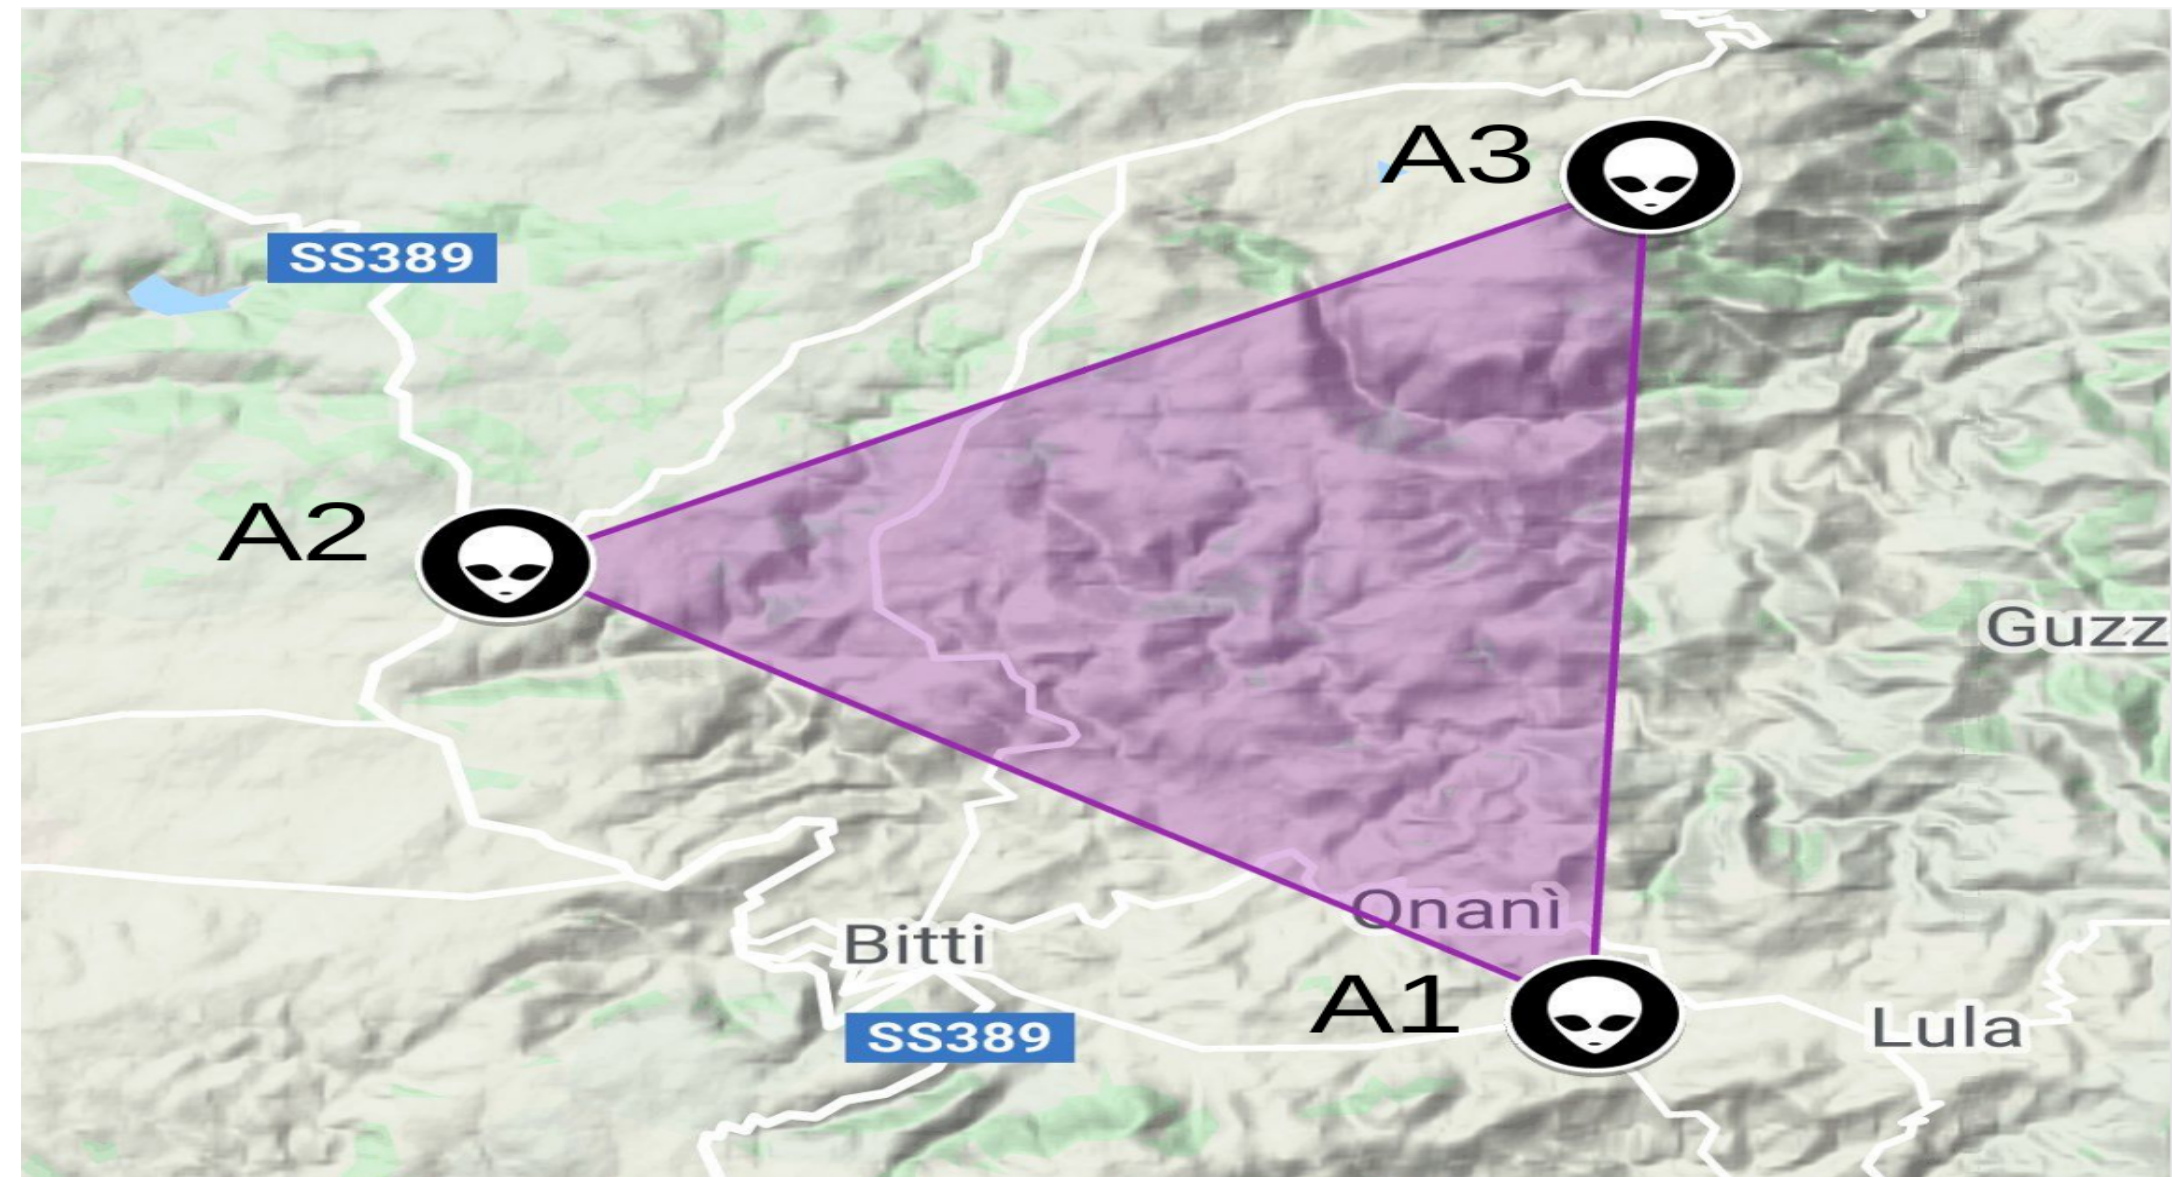 A3
SS389
A2
Guzz
Onanì
Bitti
A1
Lula
SS389